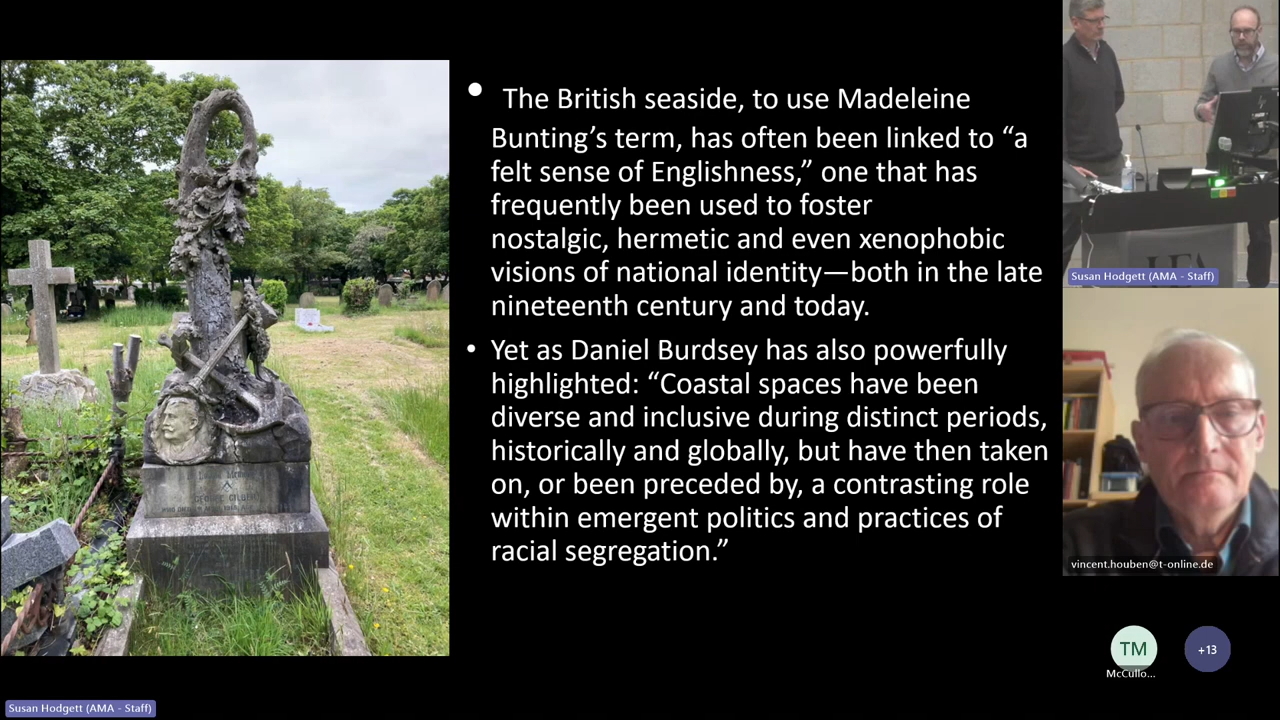 • The British seaside, to use Madeleine
Bunting’s term, has often been linked to “a
felt sense of Englishness,” one that has
frequently been used to foster
nostalgic, hermetic and even xenophobic
visions of national identity—both in the late
nineteenth century and today.
• Yet as Daniel Burdsey has also powerfully
highlighted: “Coastal spaces have been
diverse and inclusive during distinct periods,
historically and globally, but have then taken
on, or been preceded by, a contrasting role
within emergent politics and practices of
racial segregation.”
Susan Hodgett (AMA - Staff)
vincent.houben@t-online.de
TM
McCullo...
+13
Susan Hodgett (AMA - Staff)